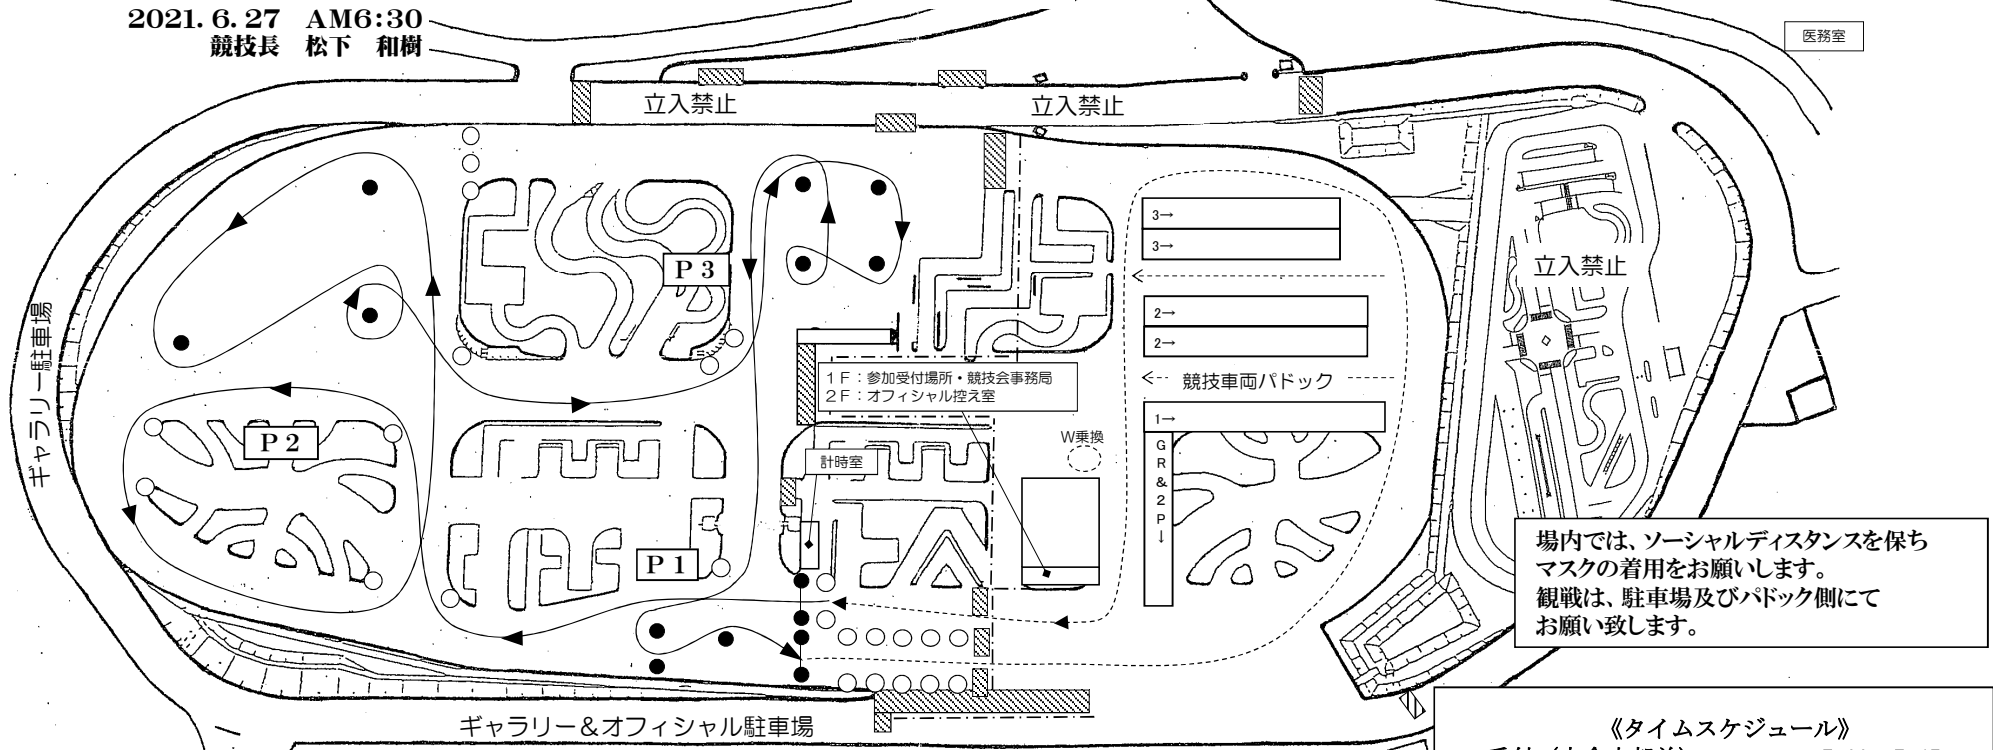 2021.6.27　AM6:30
競技長　松下　和樹
医務室
立入禁止
立入禁止
立入禁止
ギャラリー駐車場
P3
P2
P1
3→
3→
2→
2→
競技車両パドック
1→
GR&2P→
1F：参加受付場所・競技会事務局
2F：オフィシャル控え室
W乗換
計時室
場内では、ソーシャルディスタンスを保ち
マスクの着用をお願いします。
観戦は、駐車場及びパドック側にて
お願い致します。
ギャラリー＆オフィシャル駐車場
《タイムスケジュール》